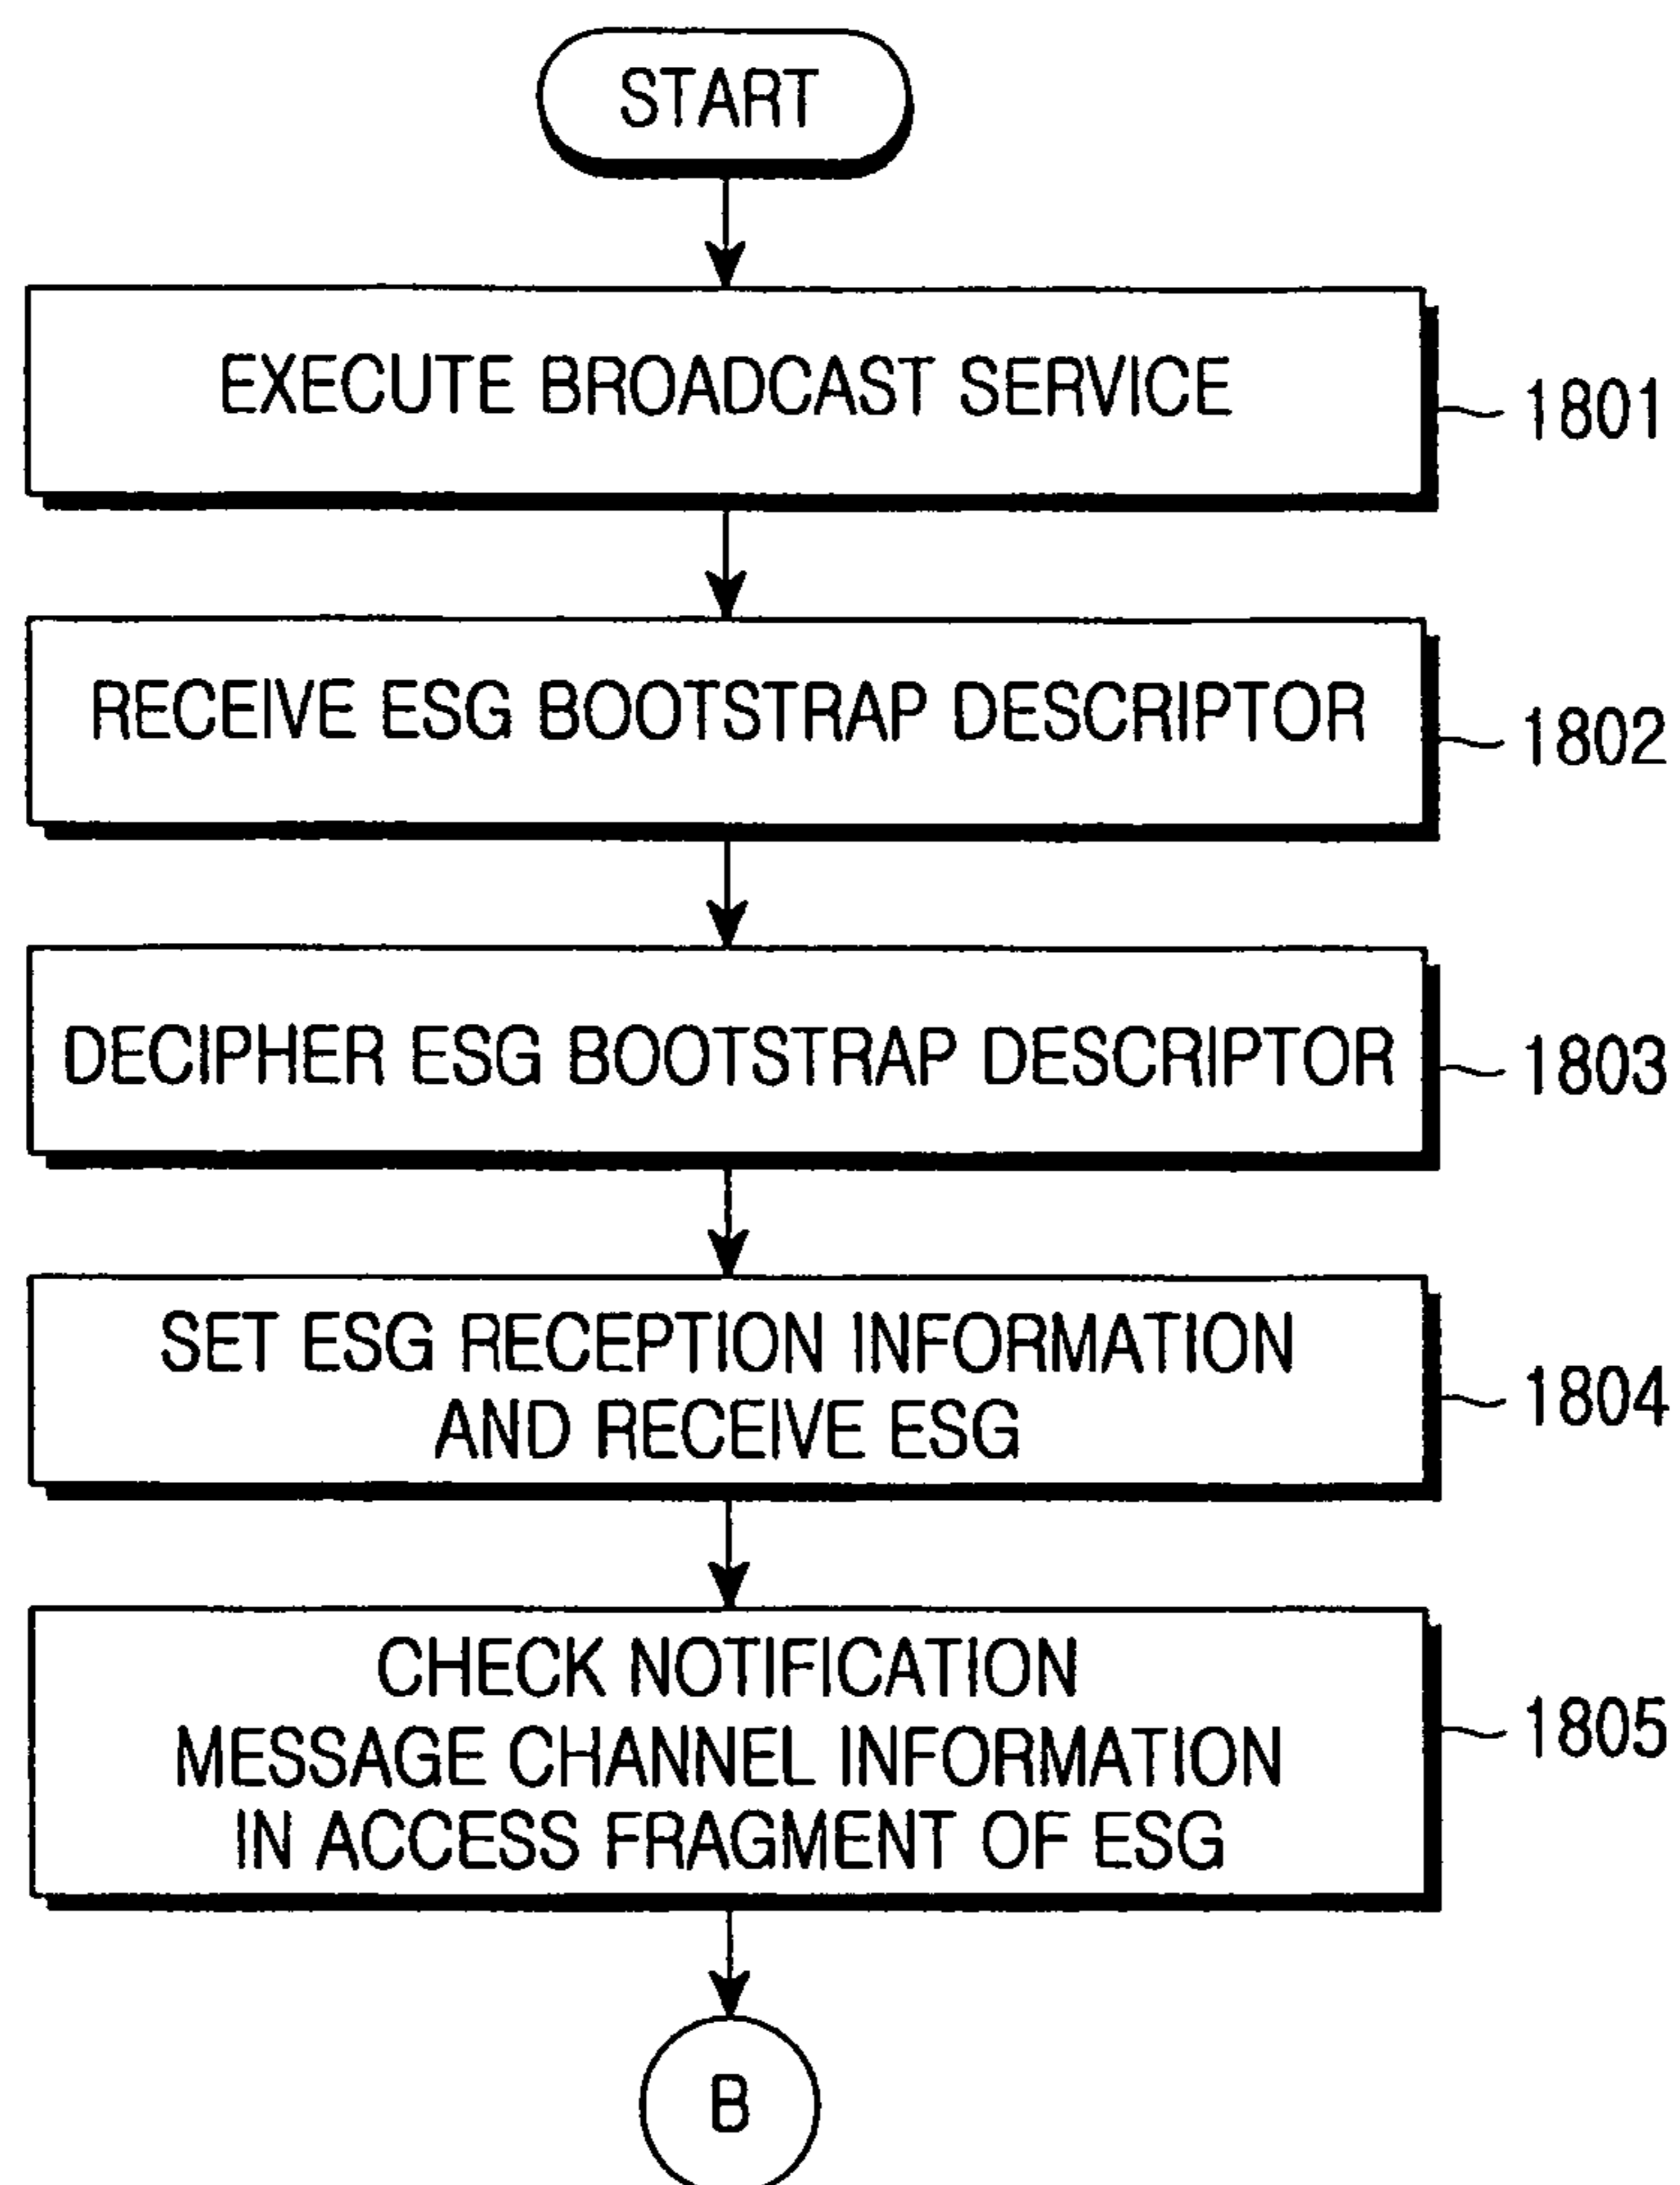 START
EXECUTE BROADCAST SERVICE
1801
RECEIVE ESG BOOTSTRAP DESCRIPTOR
1802
DECIPHER ESG BOOTSTRAP DESCRIPTOR
1803
SET ESG RECEPTION INFORMATION
AND RECEIVE ESG
1804
CHECK NOTIFICATION
MESSAGE CHANNEL INFORMATION
IN ACCESS FRAGMENT OF ESG
1805
B